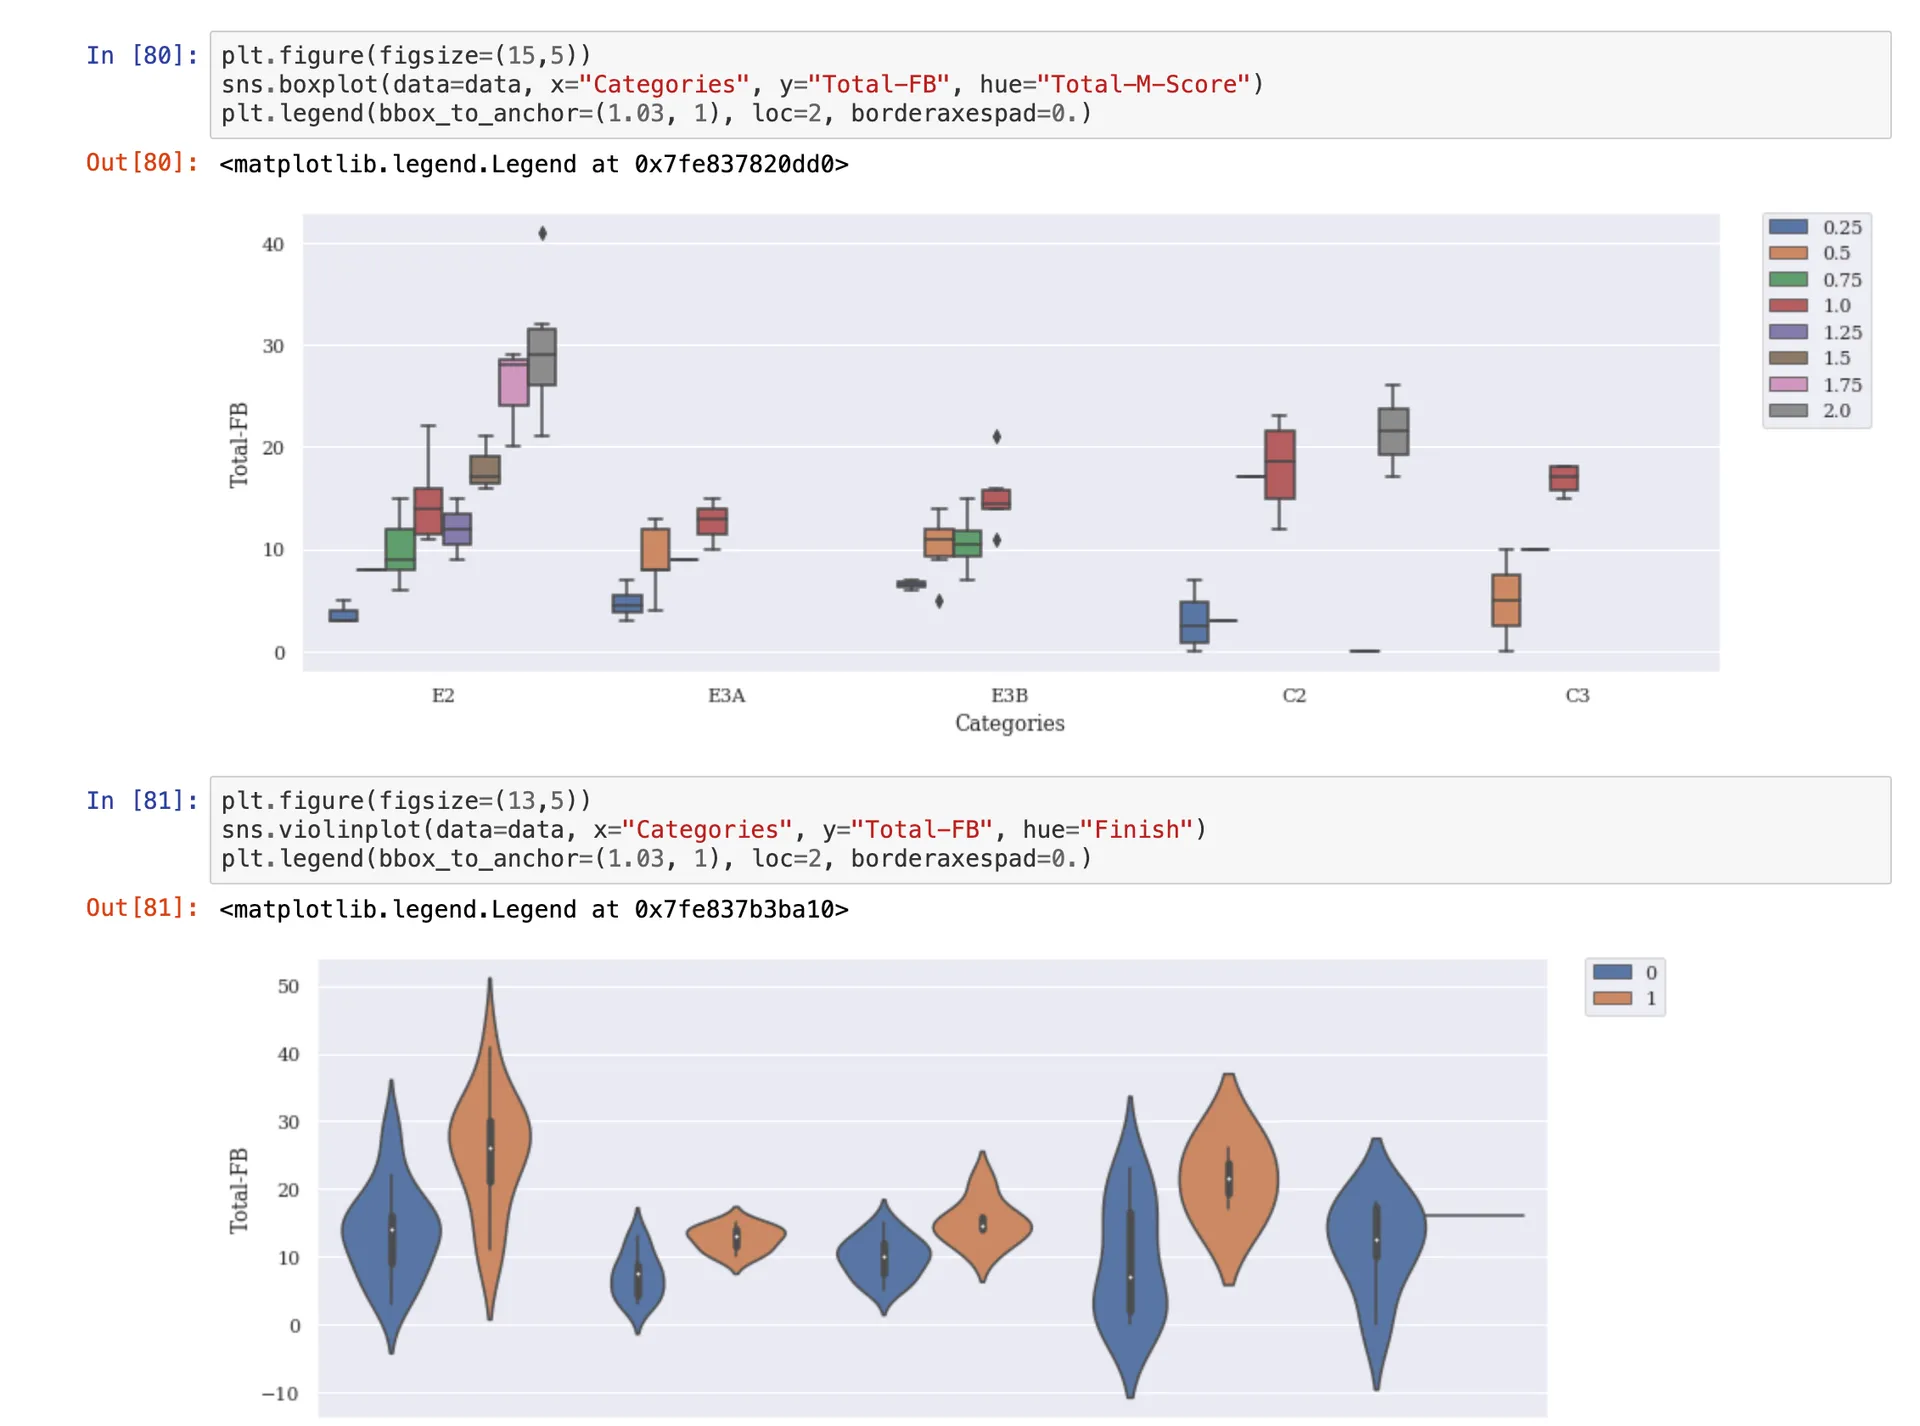 In [80]:
plt.figure(figsize=(15,5))
sns.boxplot(data=data, x="Categories", y="Total-FB", hue="Total-M-Score")
plt.legend(bbox_to_anchor=(1.03, 1), loc=2, borderaxespad=0.)
Out[80]: <matplotlib.legend.Legend at 0x7fe837820dd0>
40
30
20
10
0
Total-FB
E2 E3A E3B C2 C3
Categories
0.25
0.5
0.75
1.0
1.25
1.5
1.75
2.0
In [81]:
plt.figure(figsize=(13,5))
sns.violinplot(data=data, x="Categories", y="Total-FB", hue="Finish")
plt.legend(bbox_to_anchor=(1.03, 1), loc=2, borderaxespad=0.)
Out[81]: <matplotlib.legend.Legend at 0x7fe837b3ba10>
50
40
30
20
10
0
−10
Total-FB
0
1